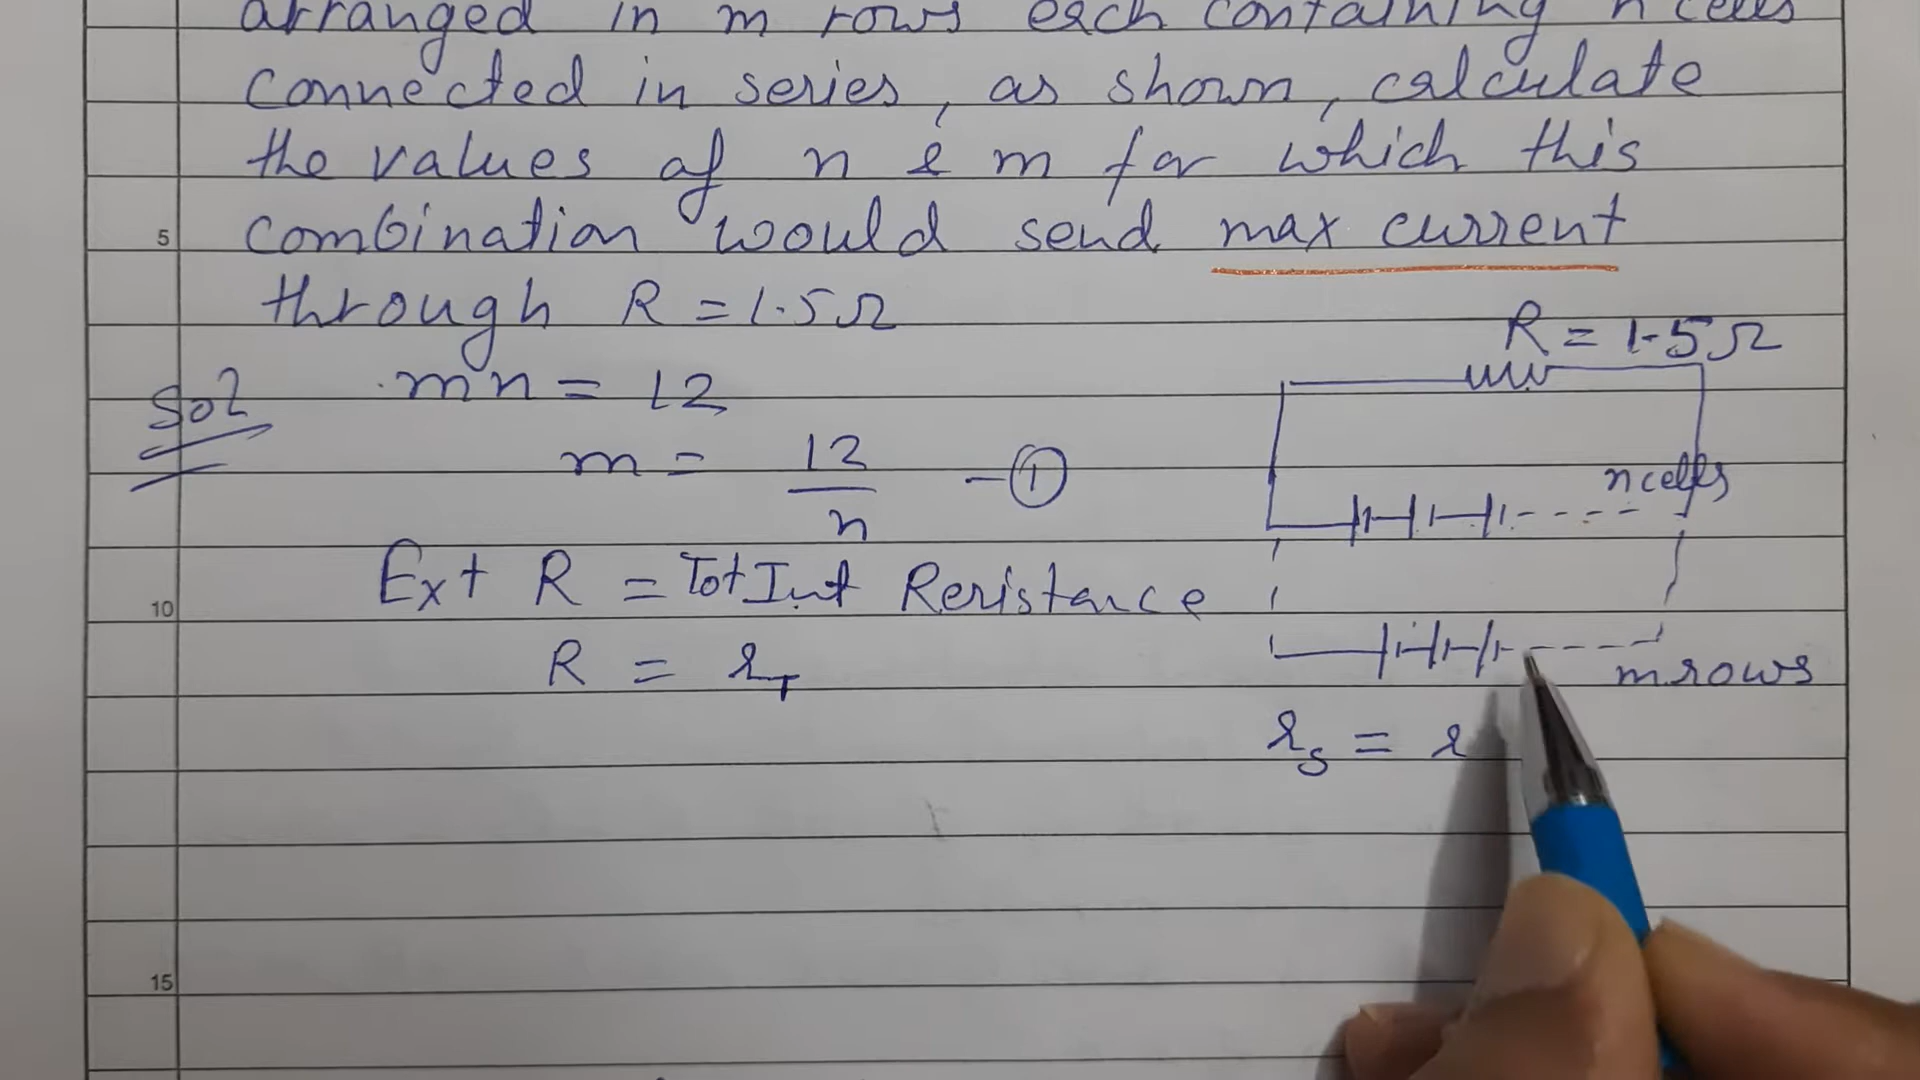 arranged in m rows each containing n cells
connected in series, as shown, calculate
the values of n & m for which this
combination would send max current
through R = 1.5Ω
R = 1.5Ω
Sol
mn = 12
m = 12/n -①
n cells
Ext R = Tot Int Resistance
R = r_T
m rows
r_s = r
5
10
15